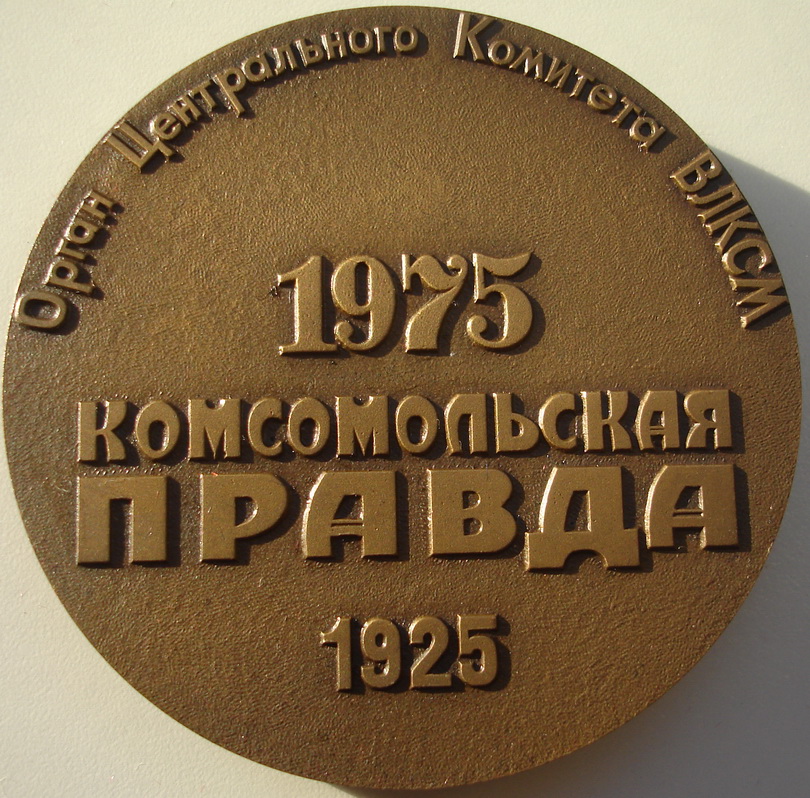 Орган Центрального Комитета ВЛКСМ
1975
КОМСОМОЛЬСКАЯ
ПРАВДА
1925